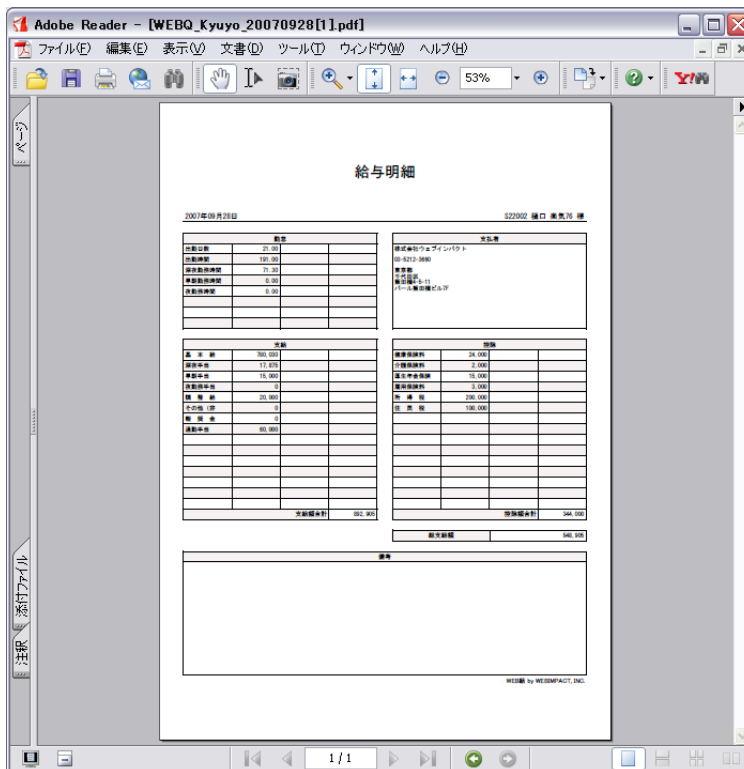 Adobe Reader - [WEBQ_Kyuyo_20070928[1].pdf]
ファイル(F) 編集(E) 表示(V) 文書(D) ツール(T) ウィンドウ(W) ヘルプ(H)
53%
Y!
ページ
給与明細
2007年09月28日 S22002 樋口 楽気76 様
勤怠 支払者
出勤日数 21.00 株式会社ウェブインパクト
出勤時間 191.00 03-5212-3660
深夜勤務時間 71.30 東京都
早朝勤務時間 0.00 千代田区
夜勤務時間 0.00 飯田橋4-5-11
パール飯田橋ビル7F
支給 控除
基 本 給 健康保険料 24,000
深夜手当 17,875 介護保険料 2,000
早朝手当 15,000 厚生年金保険 15,000
夜勤務手当 0 雇用保険料 3,000
調 整 給 20,000 所 得 税 200,000
その他(非 0 住 民 税 100,000
報 奨 金 0
通勤手当 60,000
支給額合計 892,905 控除額合計 344,000
総支給額 548,905
備考
WEB給 by WEBIMPACT, INC.
添付ファイル
注釈
1 / 1